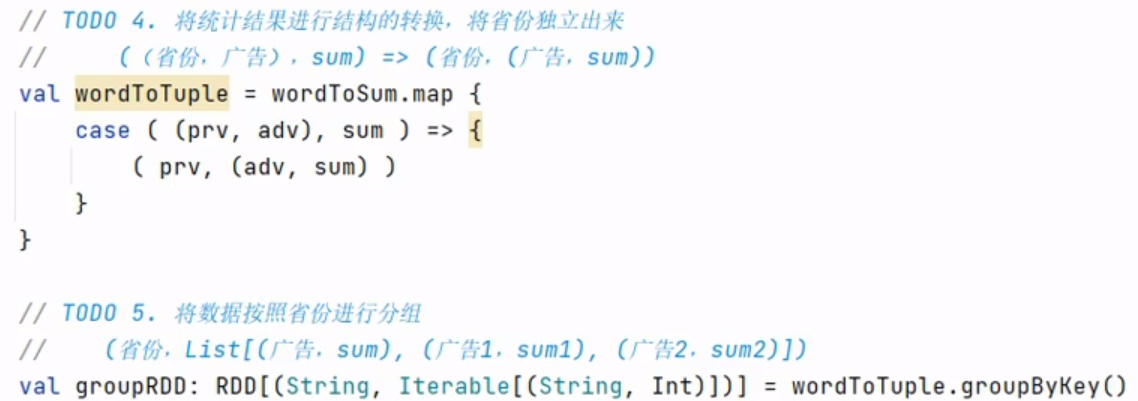 // TODO 4. 将统计结果进行结构的转换，将省份独立出来
//     (（省份，广告），sum) => (省份，(广告，sum))
val wordToTuple = wordToSum.map {
    case ( (prv, adv), sum ) => {
        ( prv, (adv, sum) )
    }
}
// TODO 5. 将数据按照省份进行分组
//    (省份，List[(广告，sum), (广告1，sum1), (广告2，sum2)])
val groupRDD: RDD[(String, Iterable[(String, Int)])] = wordToTuple.groupByKey()